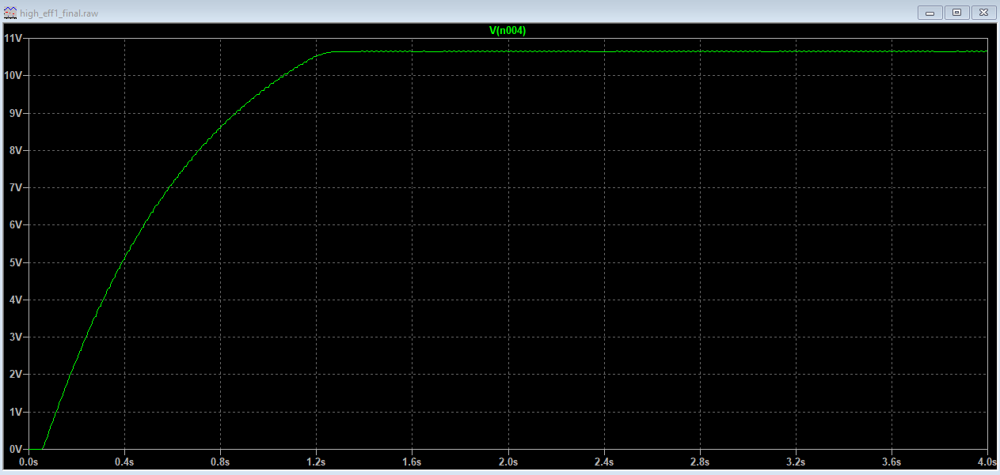 high_eff1_final.raw
V(n004)
11V
10V
9V
8V
7V
6V
5V
4V
3V
2V
1V
0V
0.0s 0.4s 0.8s 1.2s 1.6s 2.0s 2.4s 2.8s 3.2s 3.6s 4.0s